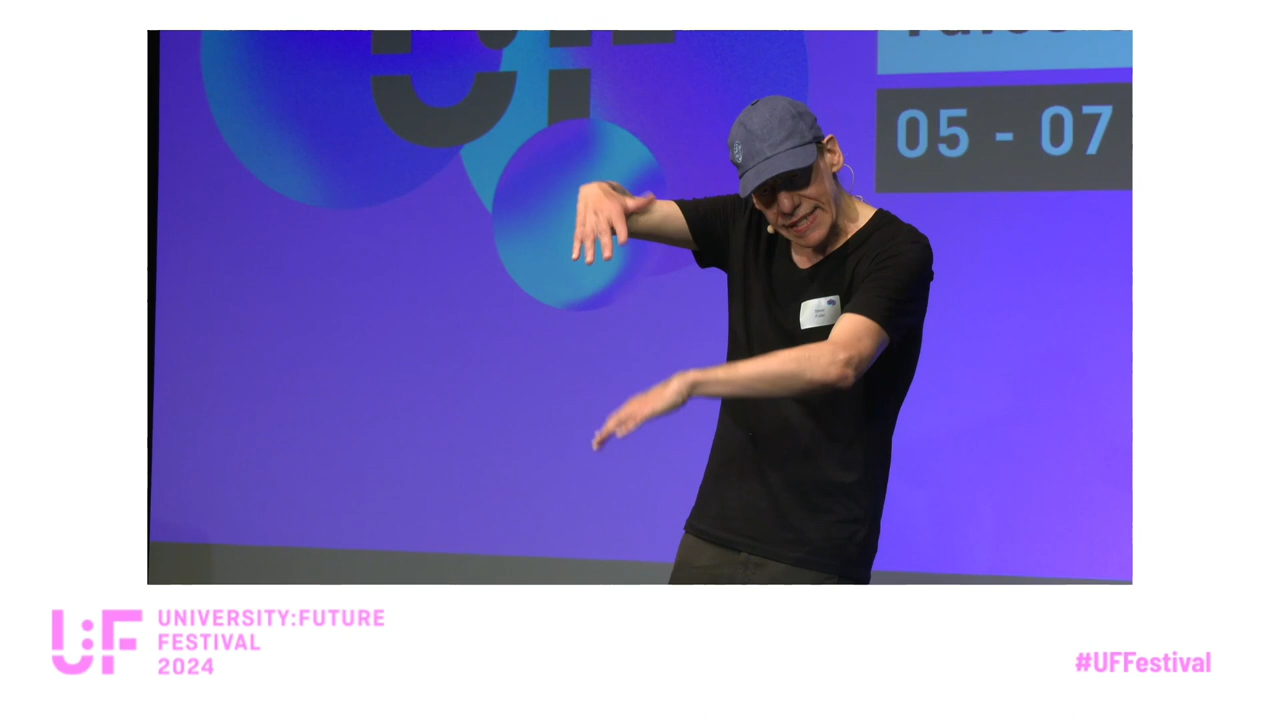 U:F
05 - 07
U:F
UNIVERSITY:FUTURE
FESTIVAL
2024
#UFFestival